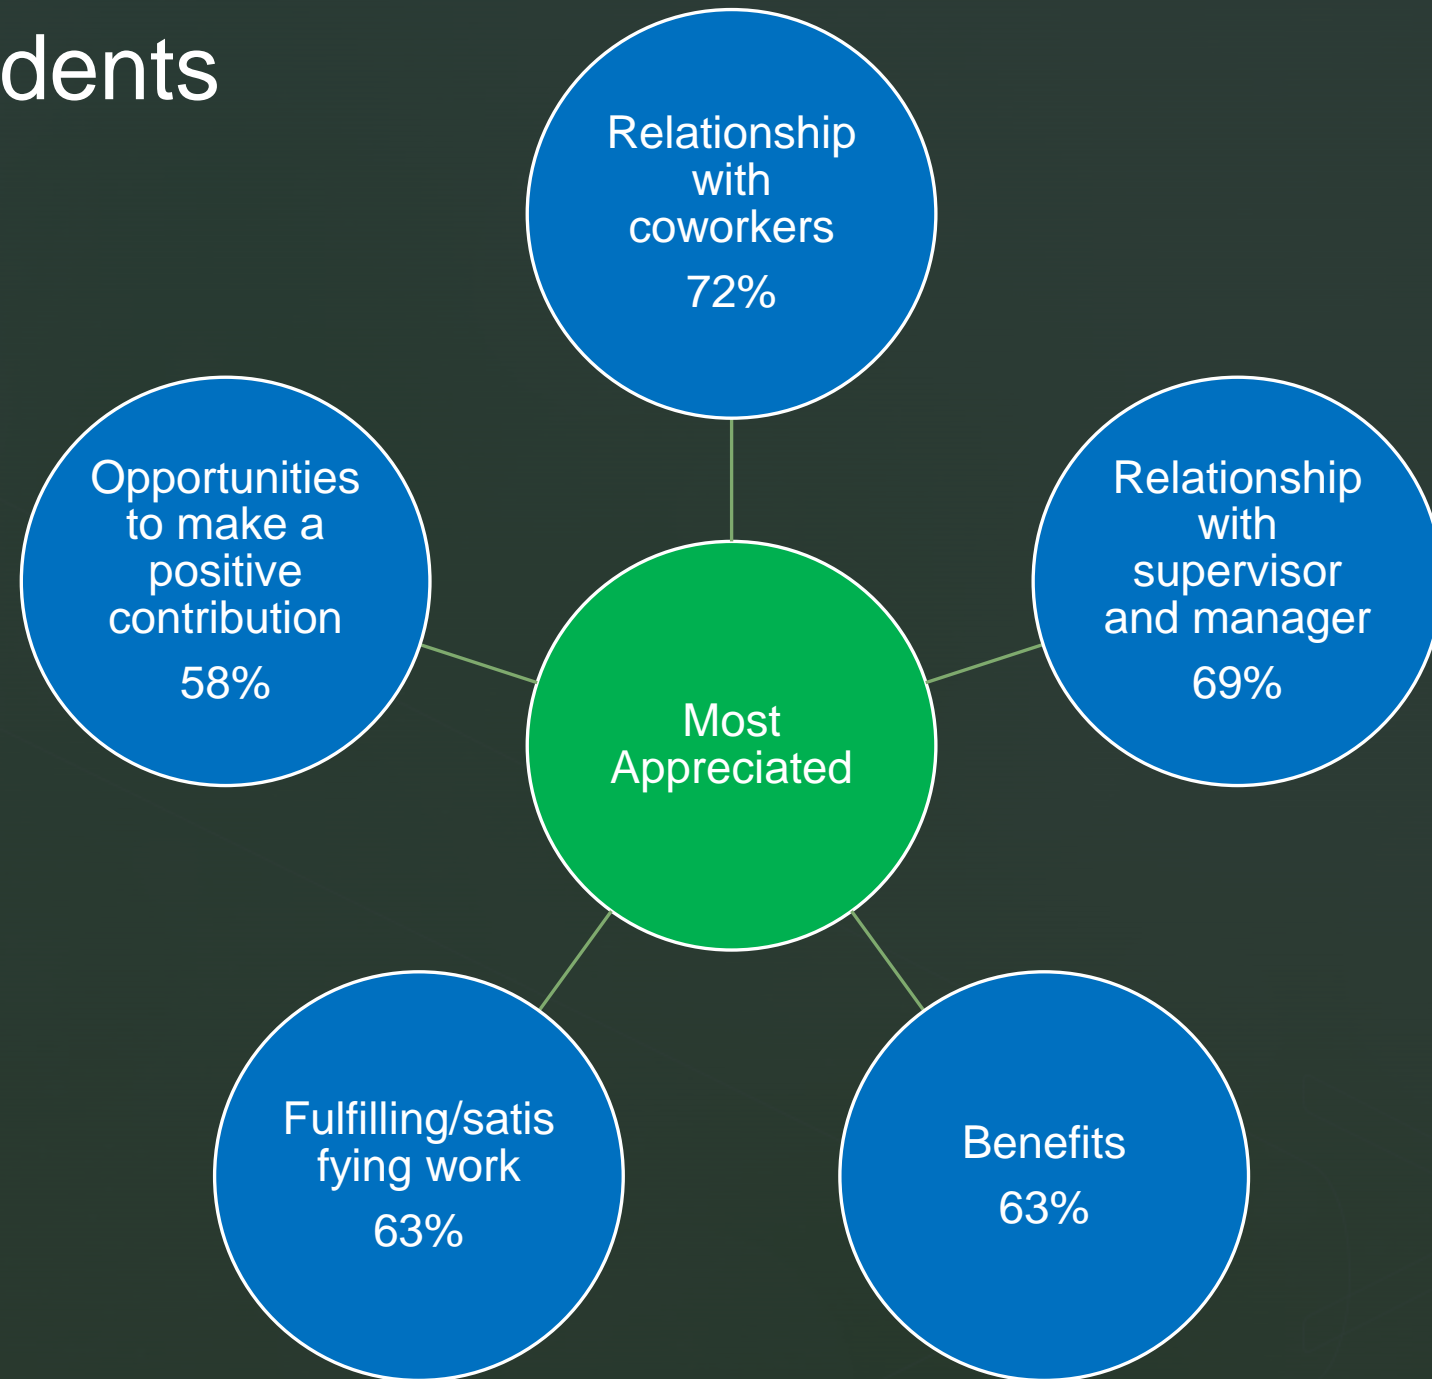 dents
Relationship
with
coworkers
72%
Opportunities
to make a
positive
contribution
58%
Relationship
with
supervisor
and manager
69%
Most
Appreciated
Fulfilling/satis
fying work
63%
Benefits
63%